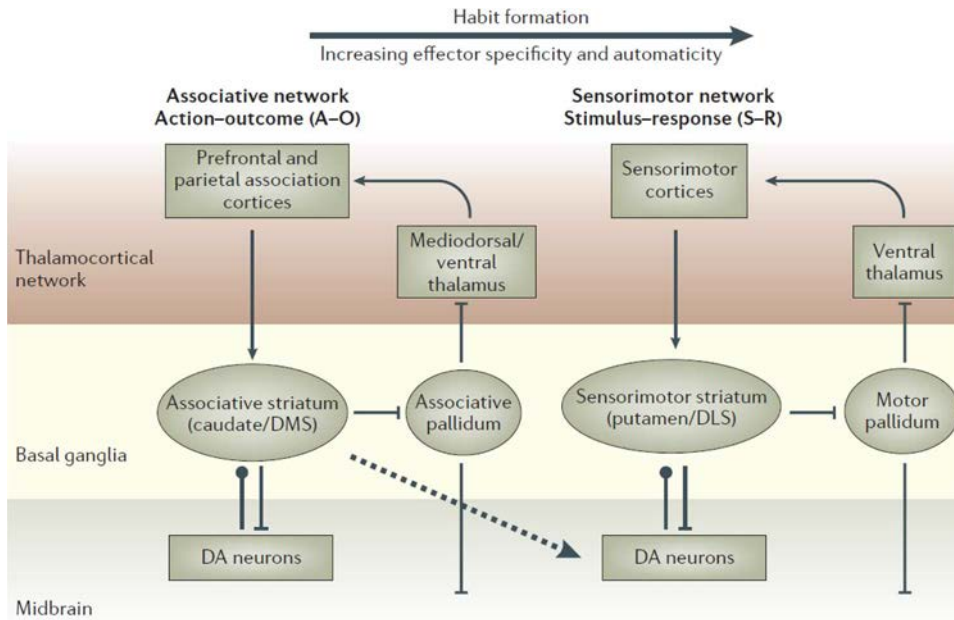 Habit formation
Increasing effector specificity and automaticity
Associative network
Action–outcome (A–O)
Sensorimotor network
Stimulus–response (S–R)
Prefrontal and
parietal association
cortices
Sensorimotor
cortices
Thalamocortical
network
Mediodorsal/
ventral
thalamus
Ventral
thalamus
Associative striatum
(caudate/DMS)
Associative
pallidum
Sensorimotor striatum
(putamen/DLS)
Motor
pallidum
Basal ganglia
DA neurons
DA neurons
Midbrain